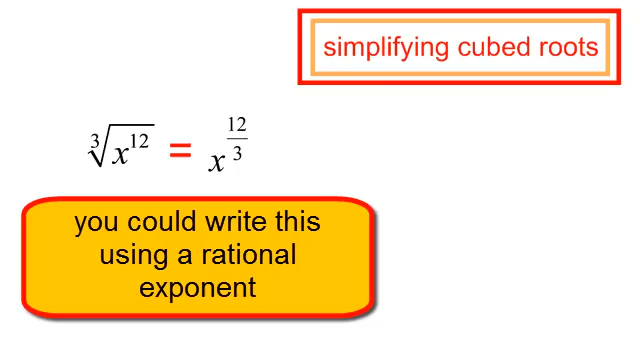 simplifying cubed roots
∛x¹² = x^(12/3)
you could write this
using a rational
exponent